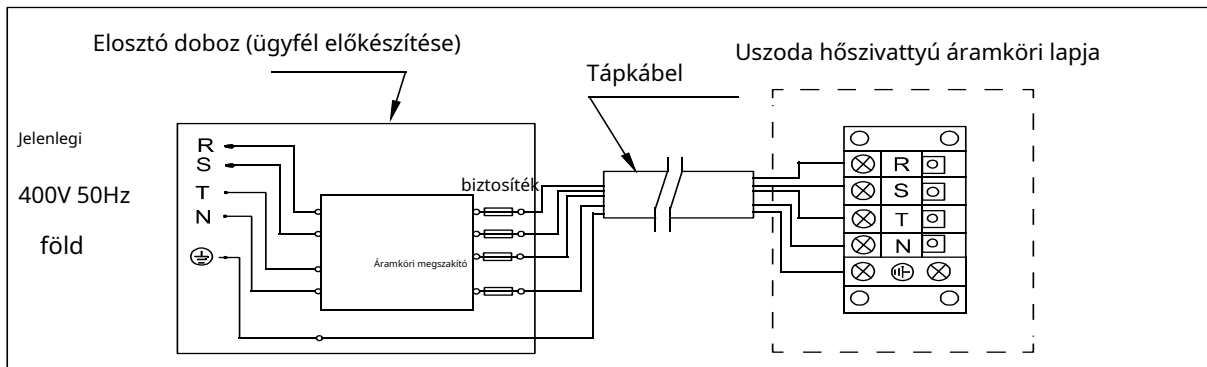 Elosztó doboz (ügyfél előkészítése)
Uszoda hőszivattyú áramköri lapja
Tápkábel
Jelenlegi
400V 50Hz
föld
R
S
T
N
biztosíték
Áramköri megszakító
R
S
T
N